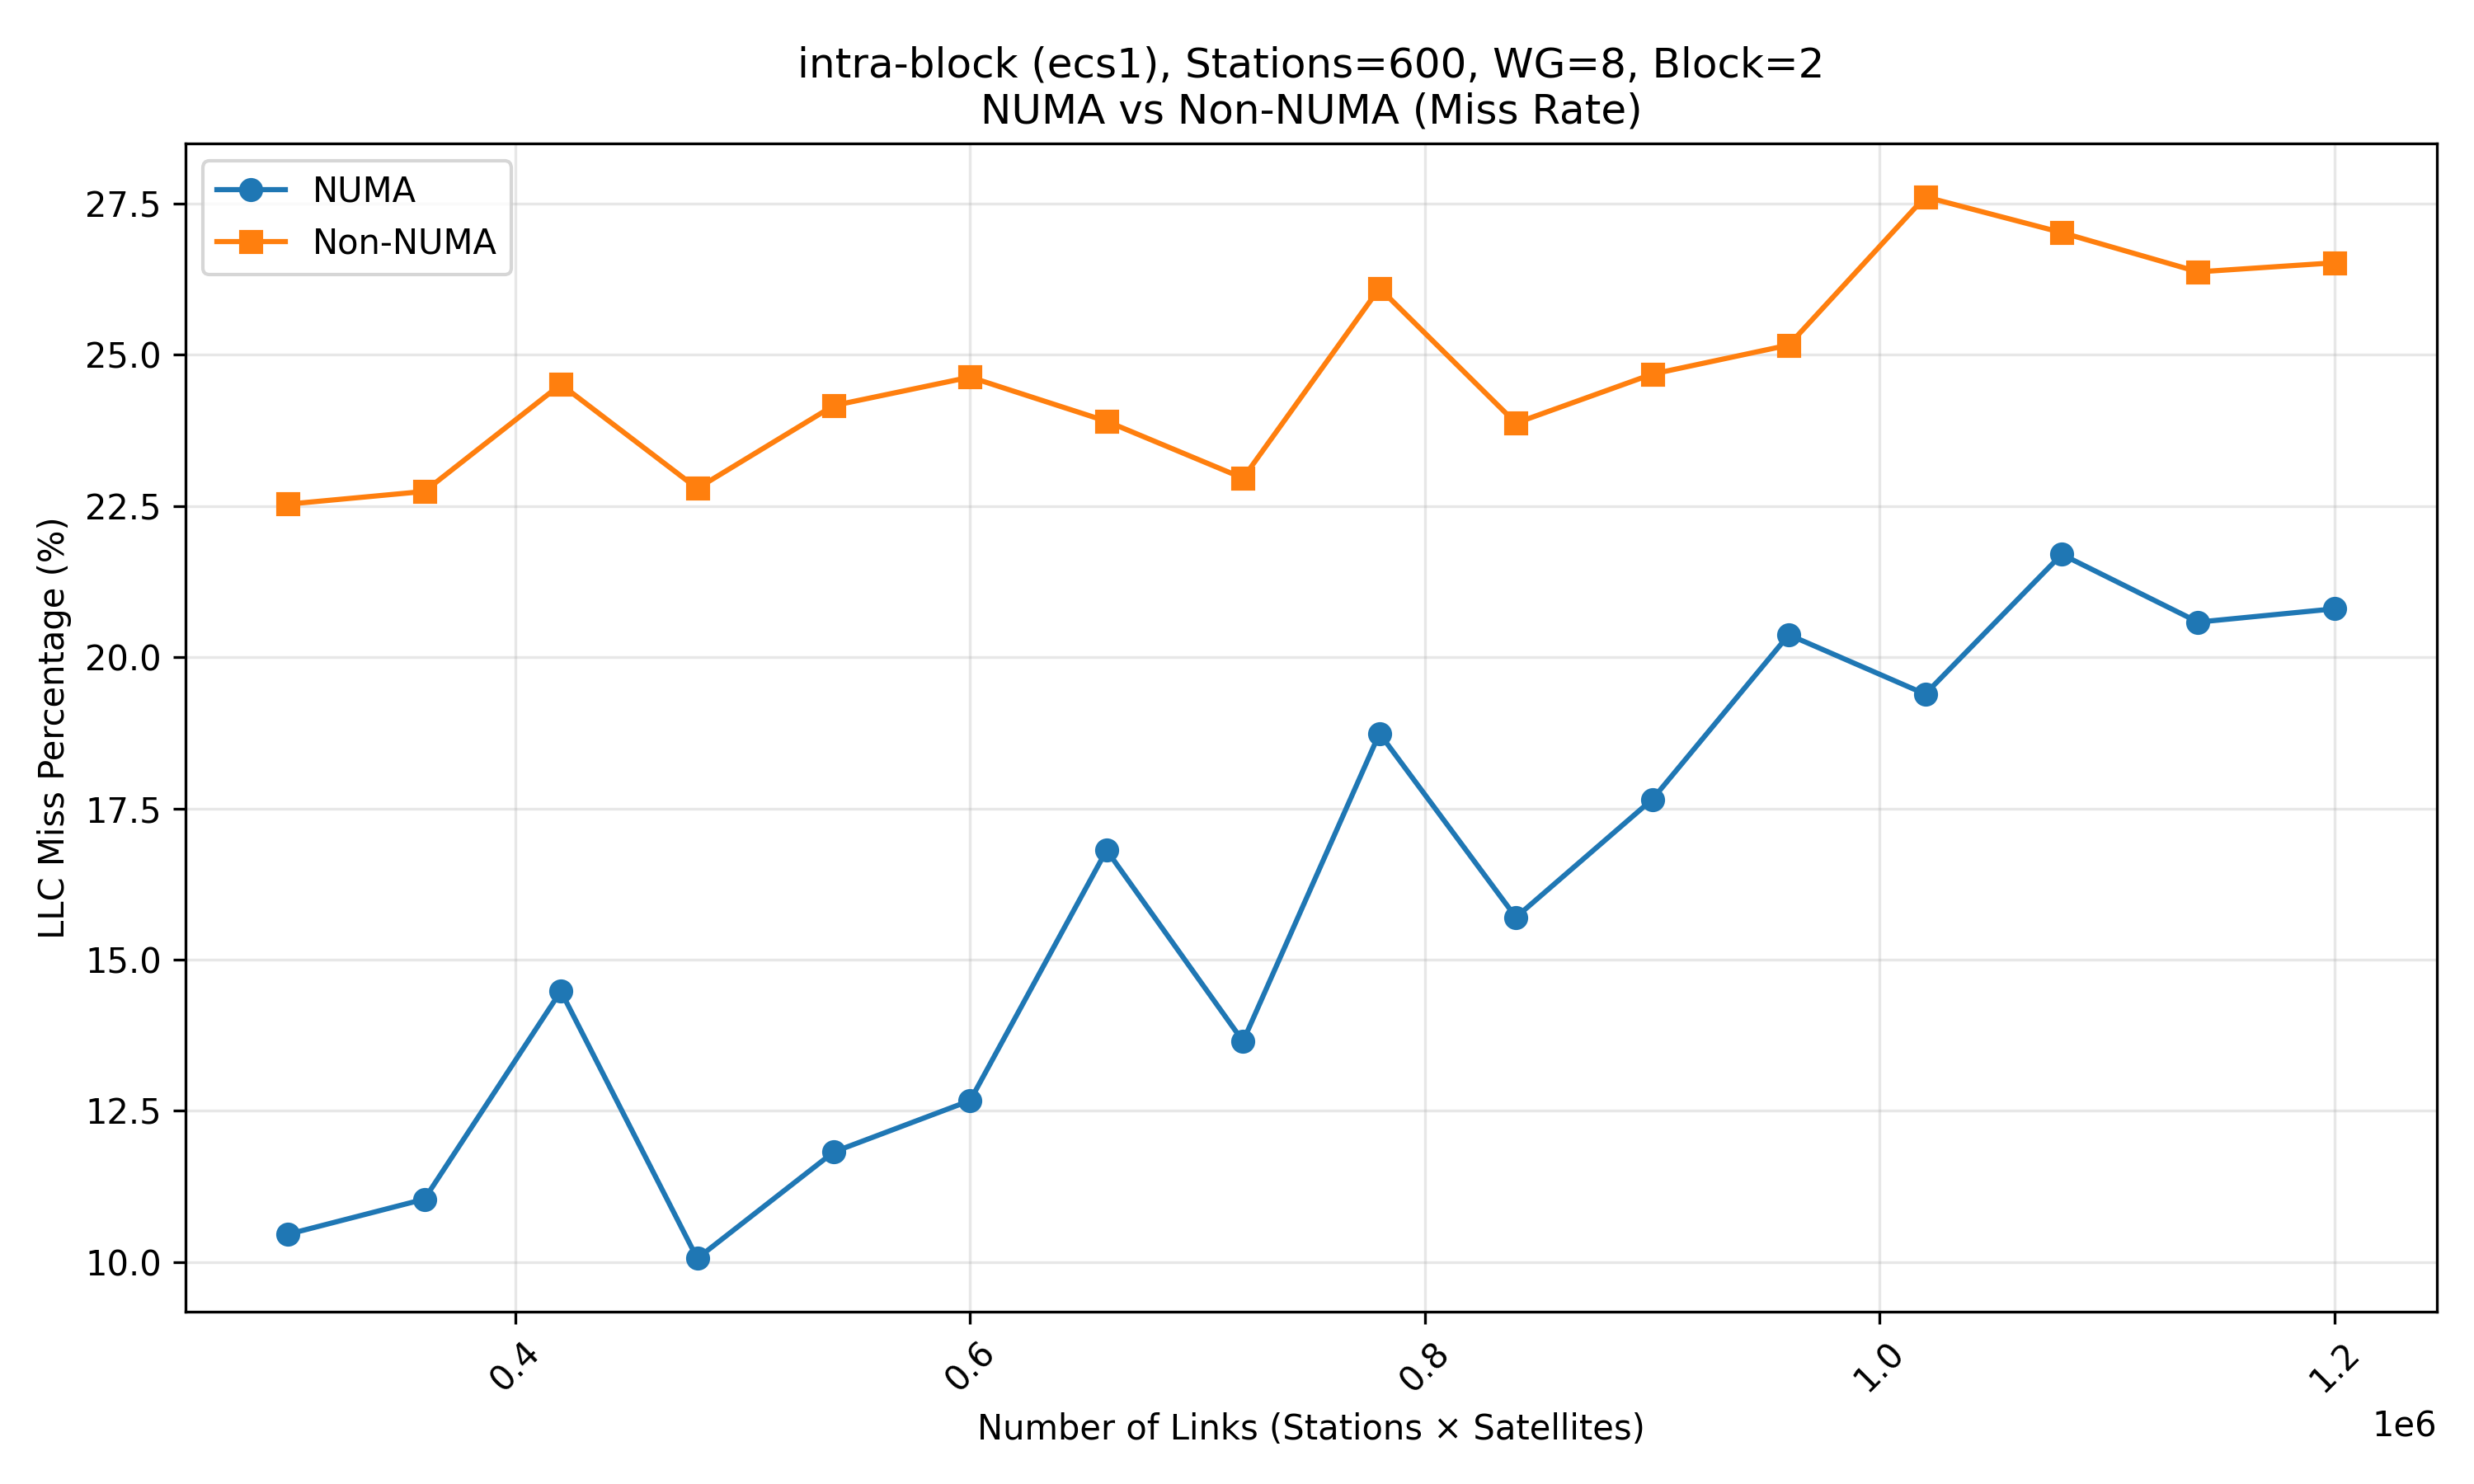 intra-block (ecs1), Stations=600, WG=8, Block=2
NUMA vs Non-NUMA (Miss Rate)
NUMA
Non-NUMA
LLC Miss Percentage (%)
27.5
25.0
22.5
20.0
17.5
15.0
12.5
10.0
0.4
0.6
0.8
1.0
1.2
1e6
Number of Links (Stations × Satellites)